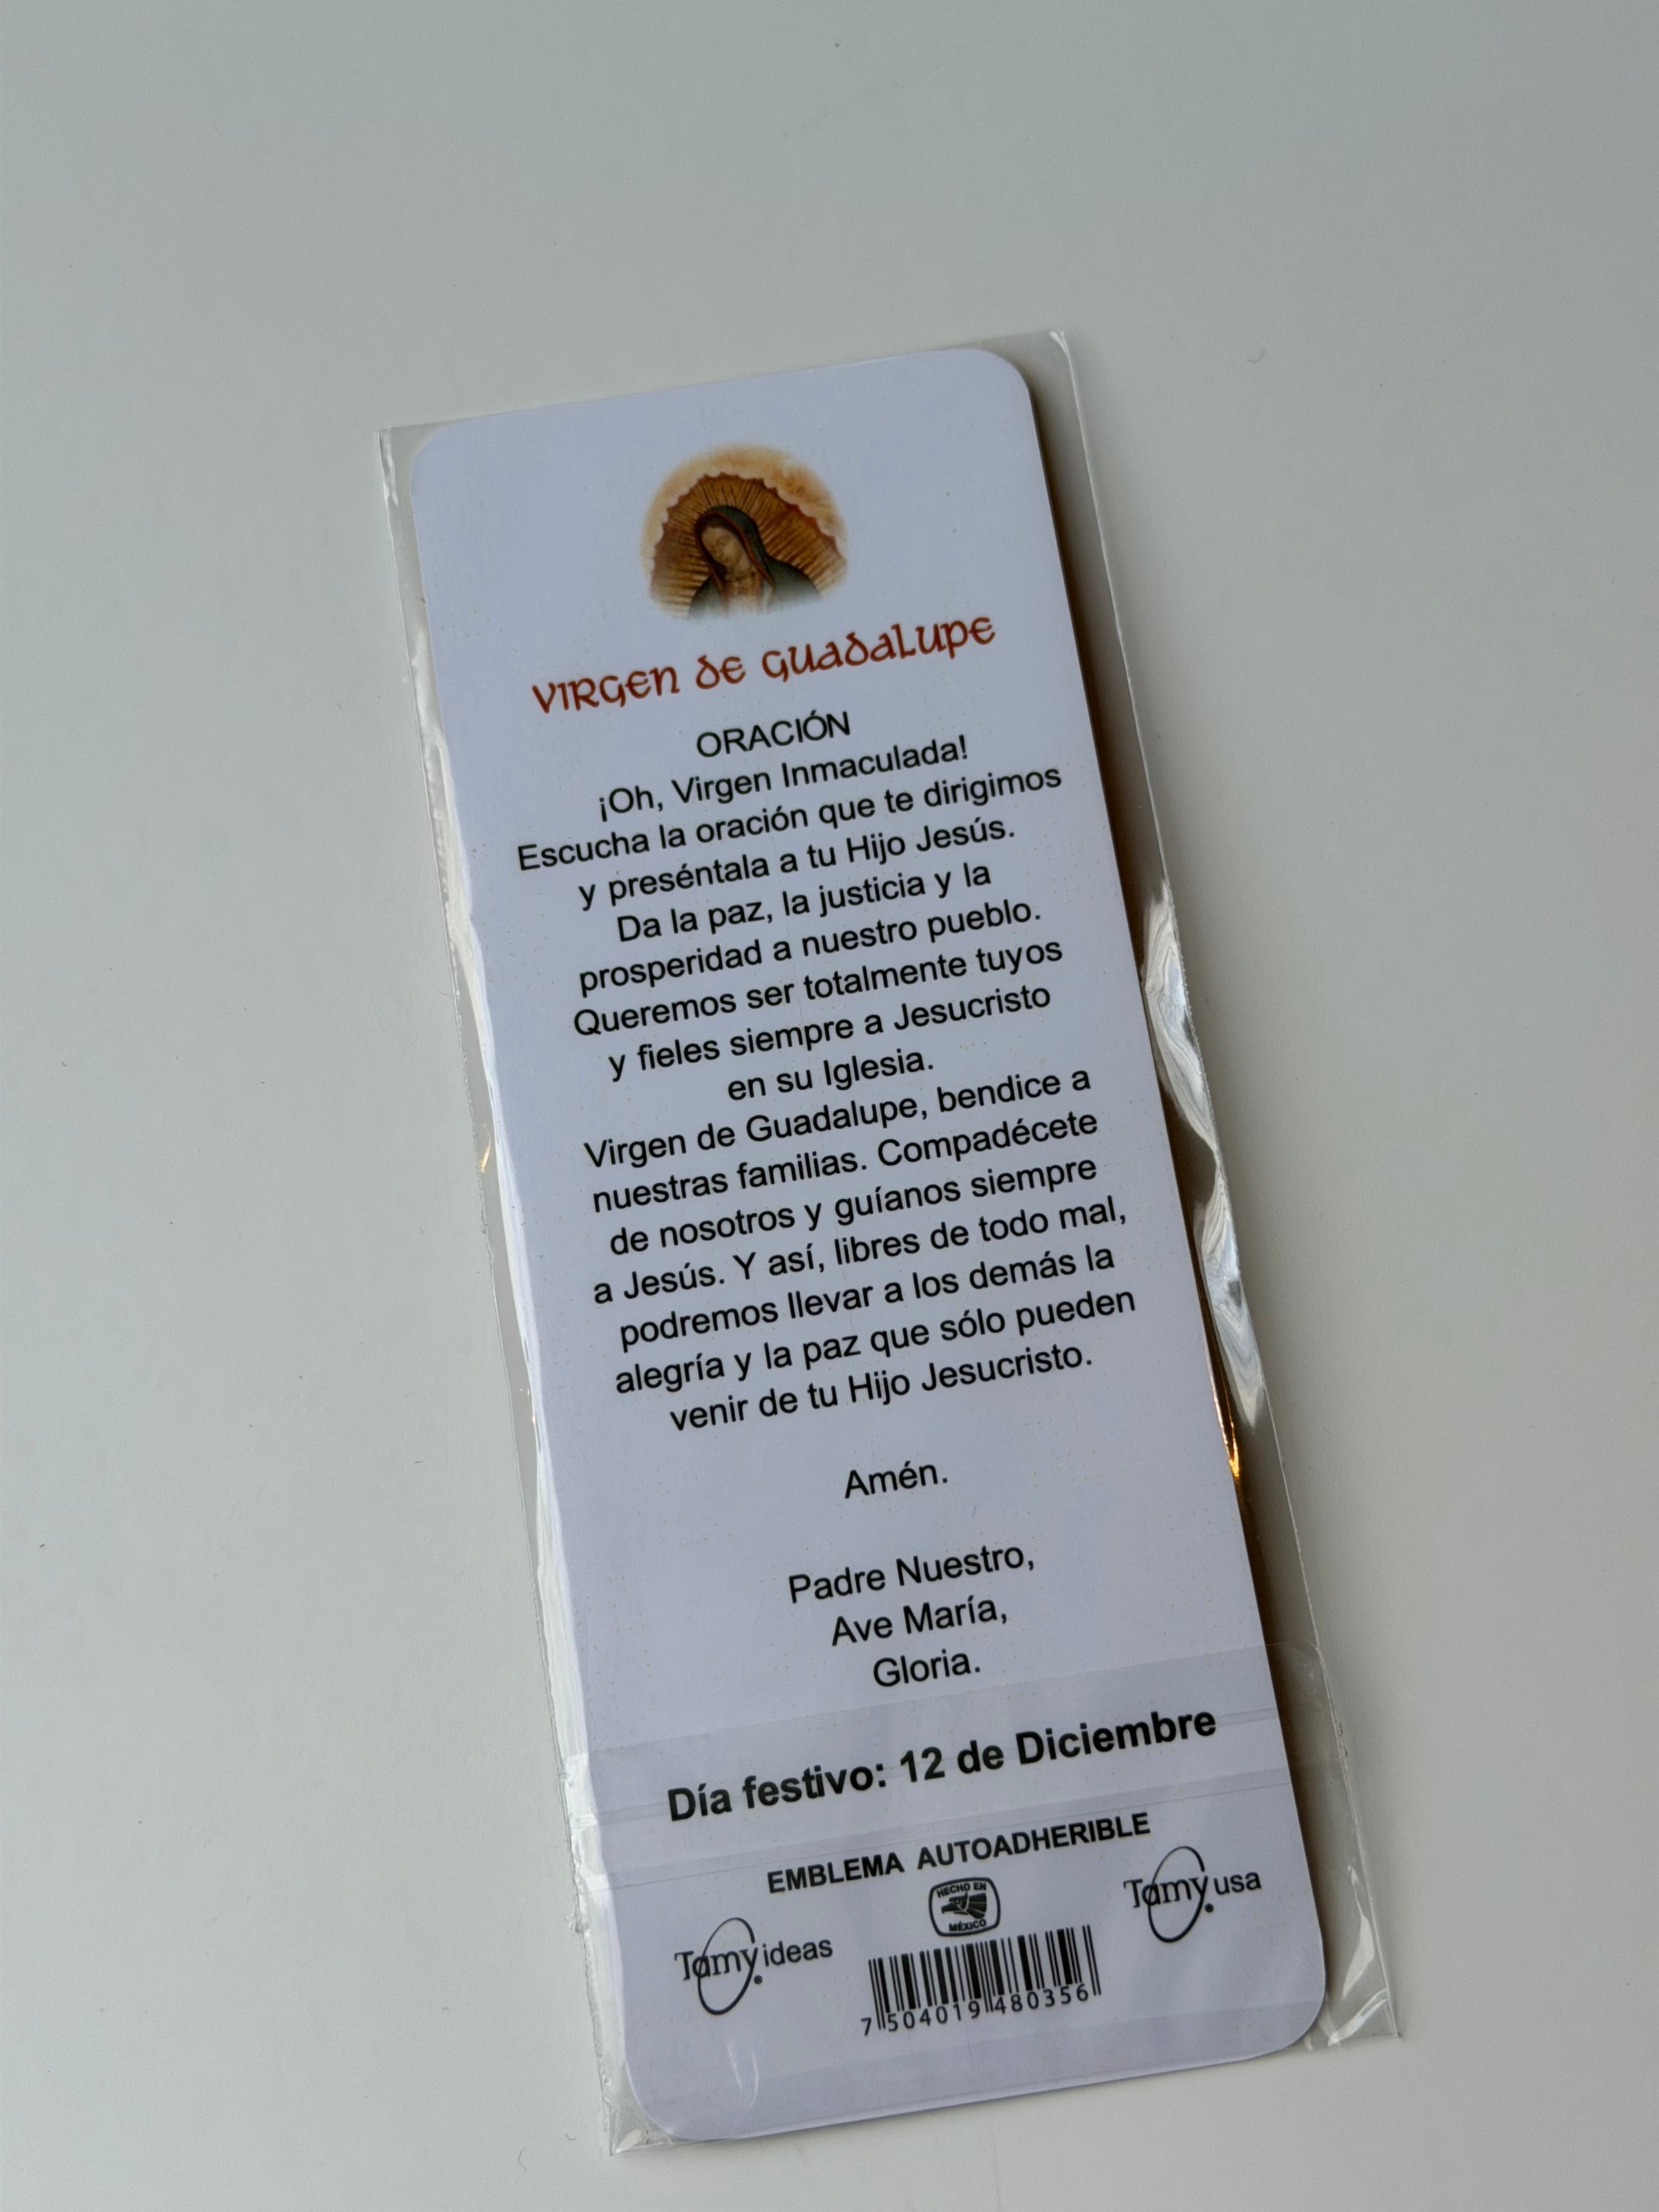 VIRGEN DE GUADALUPE
ORACIÓN
¡Oh, Virgen Inmaculada!
Escucha la oración que te dirigimos
y preséntala a tu Hijo Jesús.
Da la paz, la justicia y la
prosperidad a nuestro pueblo.
Queremos ser totalmente tuyos
y fieles siempre a Jesucristo
en su Iglesia.
Virgen de Guadalupe, bendice a
nuestras familias. Compadécete
de nosotros y guíanos siempre
a Jesús. Y así, libres de todo mal,
podremos llevar a los demás la
alegría y la paz que sólo pueden
venir de tu Hijo Jesucristo.
Amén.
Padre Nuestro,
Ave María,
Gloria.
Día festivo: 12 de Diciembre
EMBLEMA AUTOADHERIBLE
HECHO EN
MÉXICO
Tamy ideas
Tamy usa
7 504019 480356